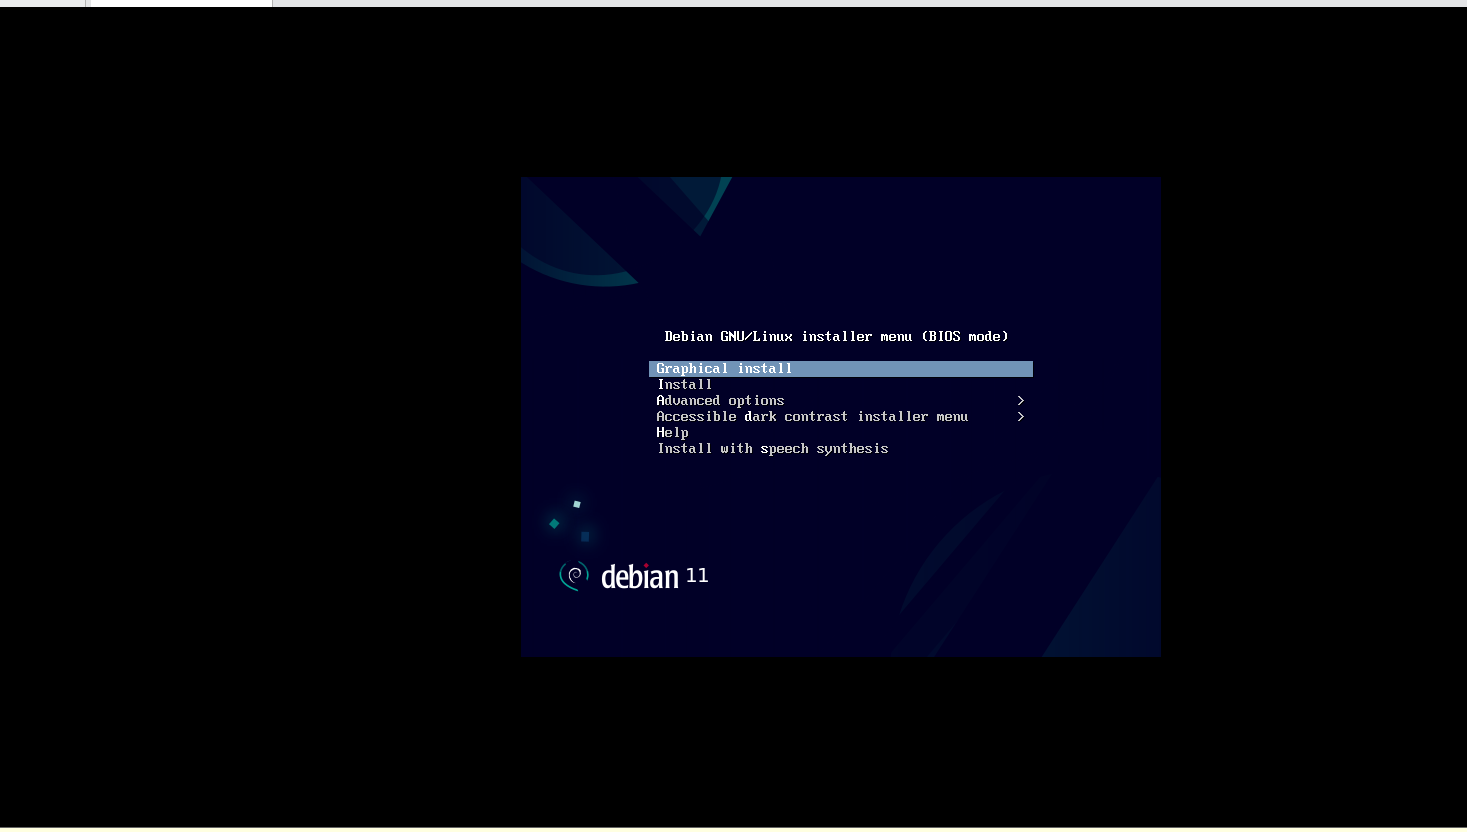 Debian GNU/Linux installer menu (BIOS mode)
Graphical install
Install
Advanced options >
Accessible dark contrast installer menu >
Help
Install with speech synthesis
debian 11